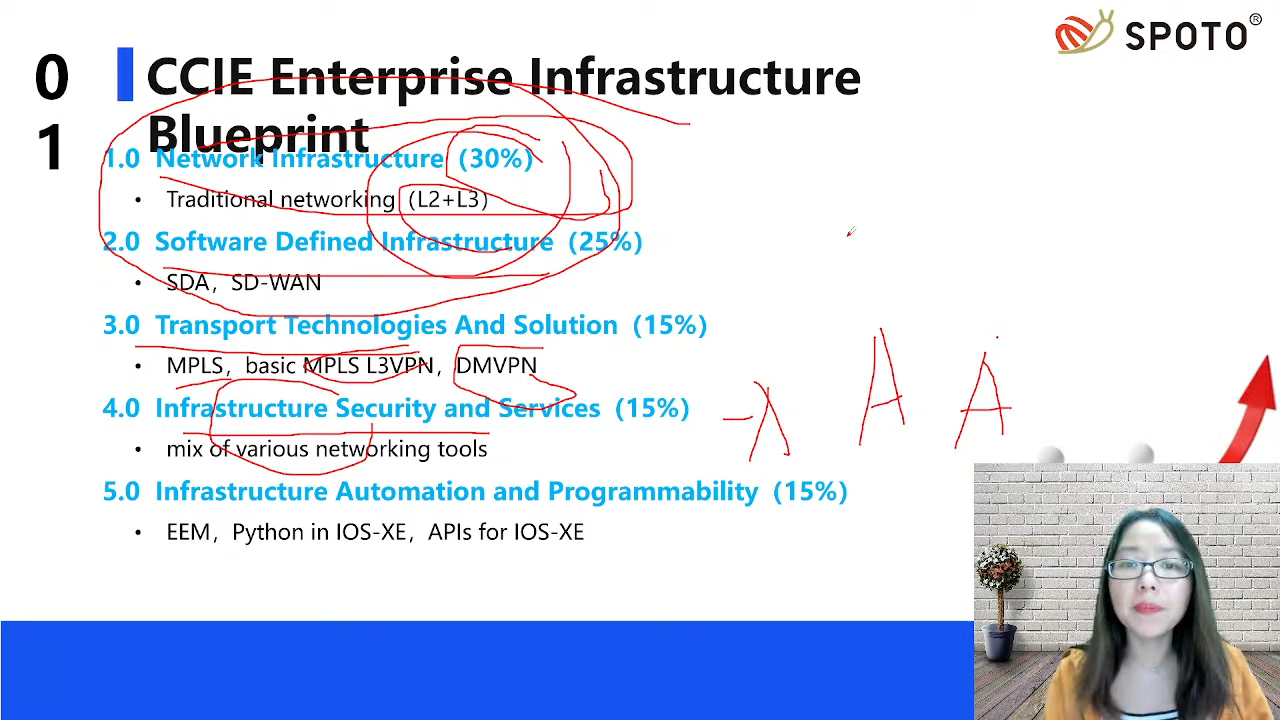 SPOTO®
01
CCIE Enterprise Infrastructure
Blueprint
1.0 Network Infrastructure (30%)
• Traditional networking (L2+L3)
2.0 Software Defined Infrastructure (25%)
• SDA, SD-WAN
3.0 Transport Technologies And Solution (15%)
• MPLS, basic MPLS L3VPN, DMVPN
4.0 Infrastructure Security and Services (15%)
• mix of various networking tools
5.0 Infrastructure Automation and Programmability (15%)
• EEM, Python in IOS-XE, APIs for IOS-XE
A A